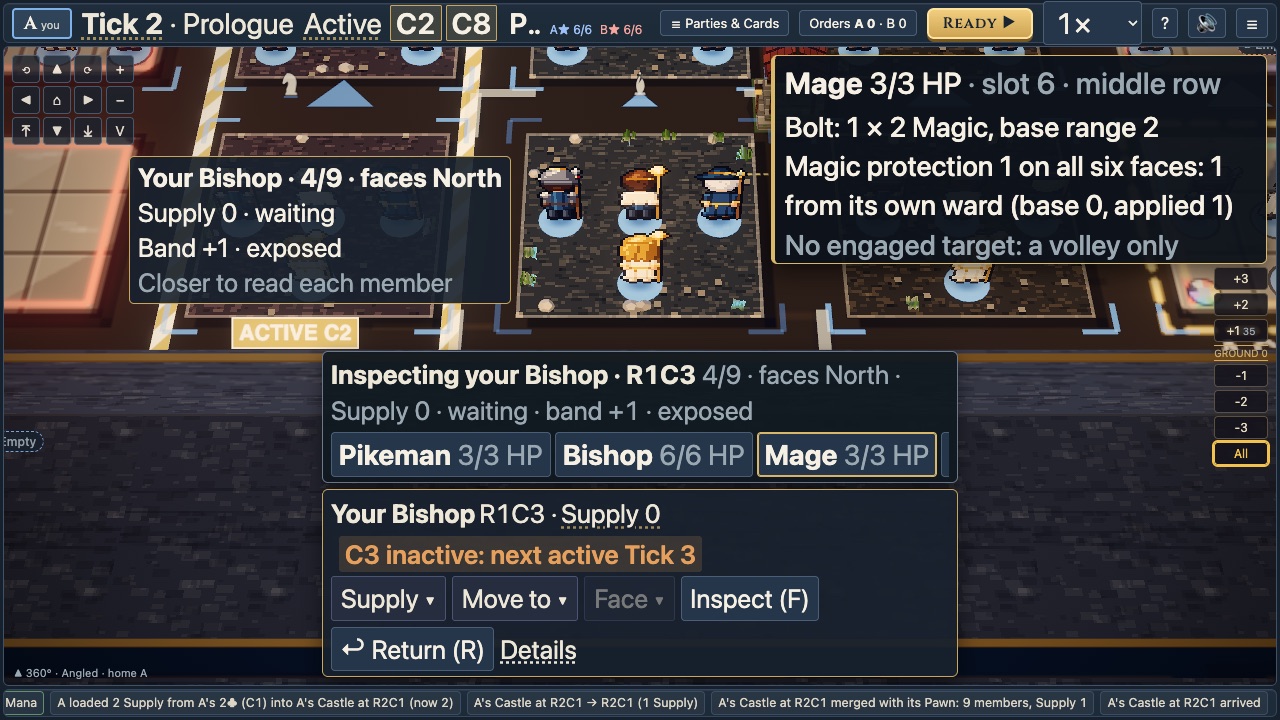 A you
Tick 2 · Prologue Active C2 C8 P.. A★ 6/6 B★ 6/6
≡ Parties & Cards
Orders A 0 · B 0
READY ▶
1×
?
≡
V
Mage 3/3 HP · slot 6 · middle row
Bolt: 1 × 2 Magic, base range 2
Magic protection 1 on all six faces: 1
from its own ward (base 0, applied 1)
No engaged target: a volley only
Your Bishop · 4/9 · faces North
Supply 0 · waiting
Band +1 · exposed
Closer to read each member
ACTIVE C2
+3
+2
+1 35
GROUND 0
-1
-2
-3
All
Empty
Inspecting your Bishop · R1C3 4/9 · faces North ·
Supply 0 · waiting · band +1 · exposed
Pikeman 3/3 HP
Bishop 6/6 HP
Mage 3/3 HP
Your Bishop R1C3 · Supply 0
C3 inactive: next active Tick 3
Supply ▾
Move to ▾
Face ▾
Inspect (F)
↩ Return (R)
Details
▲ 360° · Angled · home A
Mana
A loaded 2 Supply from A's 2♣ (C1) into A's Castle at R2C1 (now 2)
A's Castle at R2C1 → R2C1 (1 Supply)
A's Castle at R2C1 merged with its Pawn: 9 members, Supply 1
A's Castle at R2C1 arrived